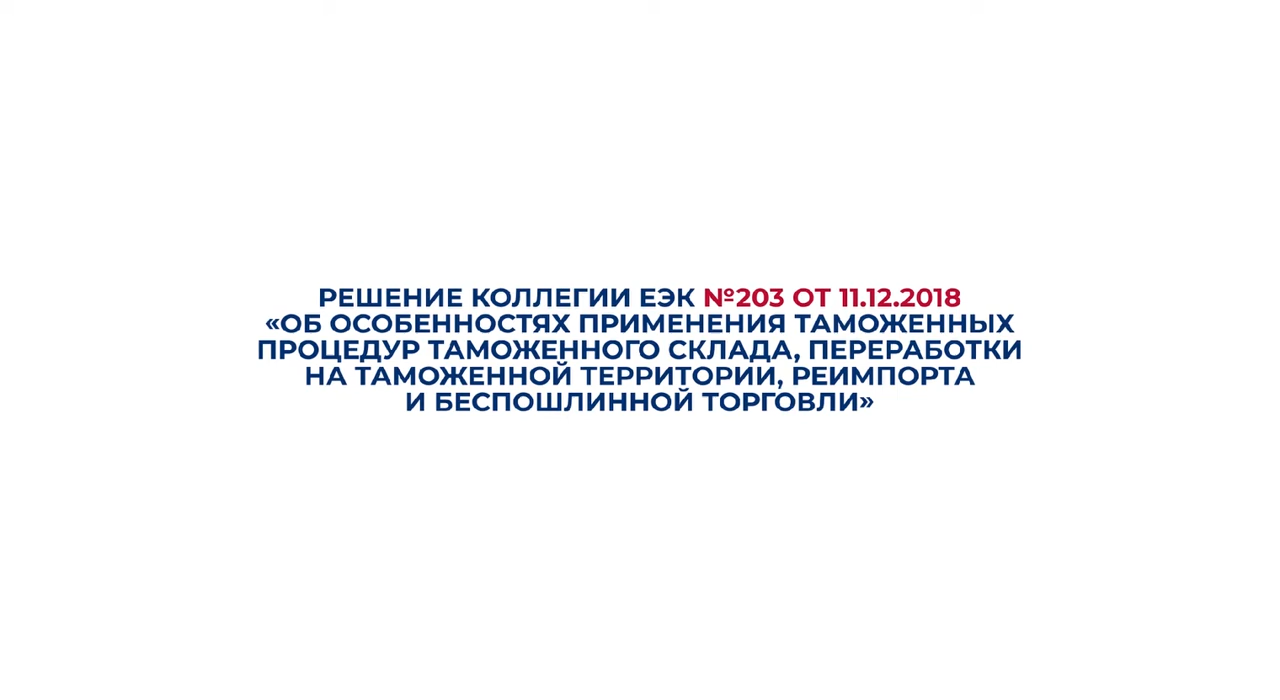 РЕШЕНИЕ КОЛЛЕГИИ ЕЭК №203 ОТ 11.12.2018
«ОБ ОСОБЕННОСТЯХ ПРИМЕНЕНИЯ ТАМОЖЕННЫХ
ПРОЦЕДУР ТАМОЖЕННОГО СКЛАДА, ПЕРЕРАБОТКИ
НА ТАМОЖЕННОЙ ТЕРРИТОРИИ, РЕИМПОРТА
И БЕСПОШЛИННОЙ ТОРГОВЛИ»